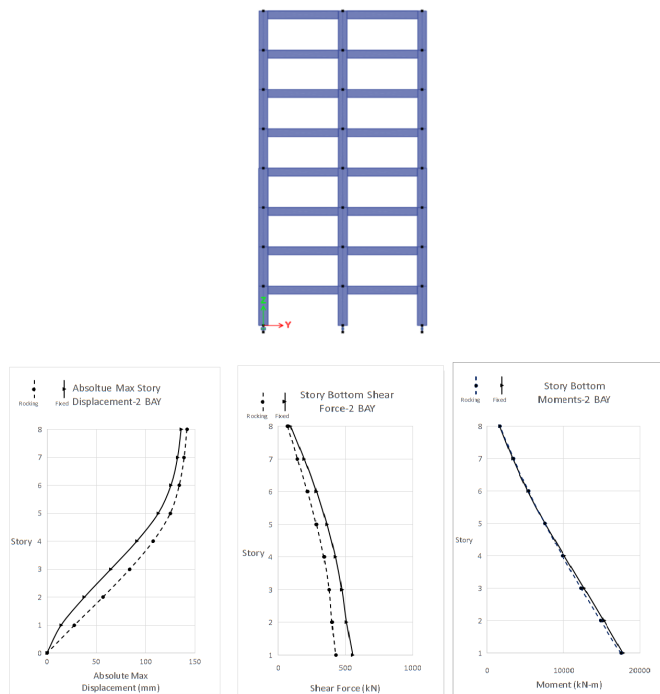 Y
Absoltue Max Story
Displacement-2 BAY
Rocking
Fixed
8
7
6
5
4
3
2
1
0
Story
0
50
100
150
Absolute Max
Displacement (mm)
Story Bottom Shear
Force-2 BAY
Rocking
Fixed
8
7
6
5
4
3
2
1
Story
0
500
1000
Shear Force (kN)
Story Bottom
Moments-2 BAY
Rocking
Fixed
8
7
6
5
4
3
2
1
Story
0
10000
20000
Moment (kN-m)